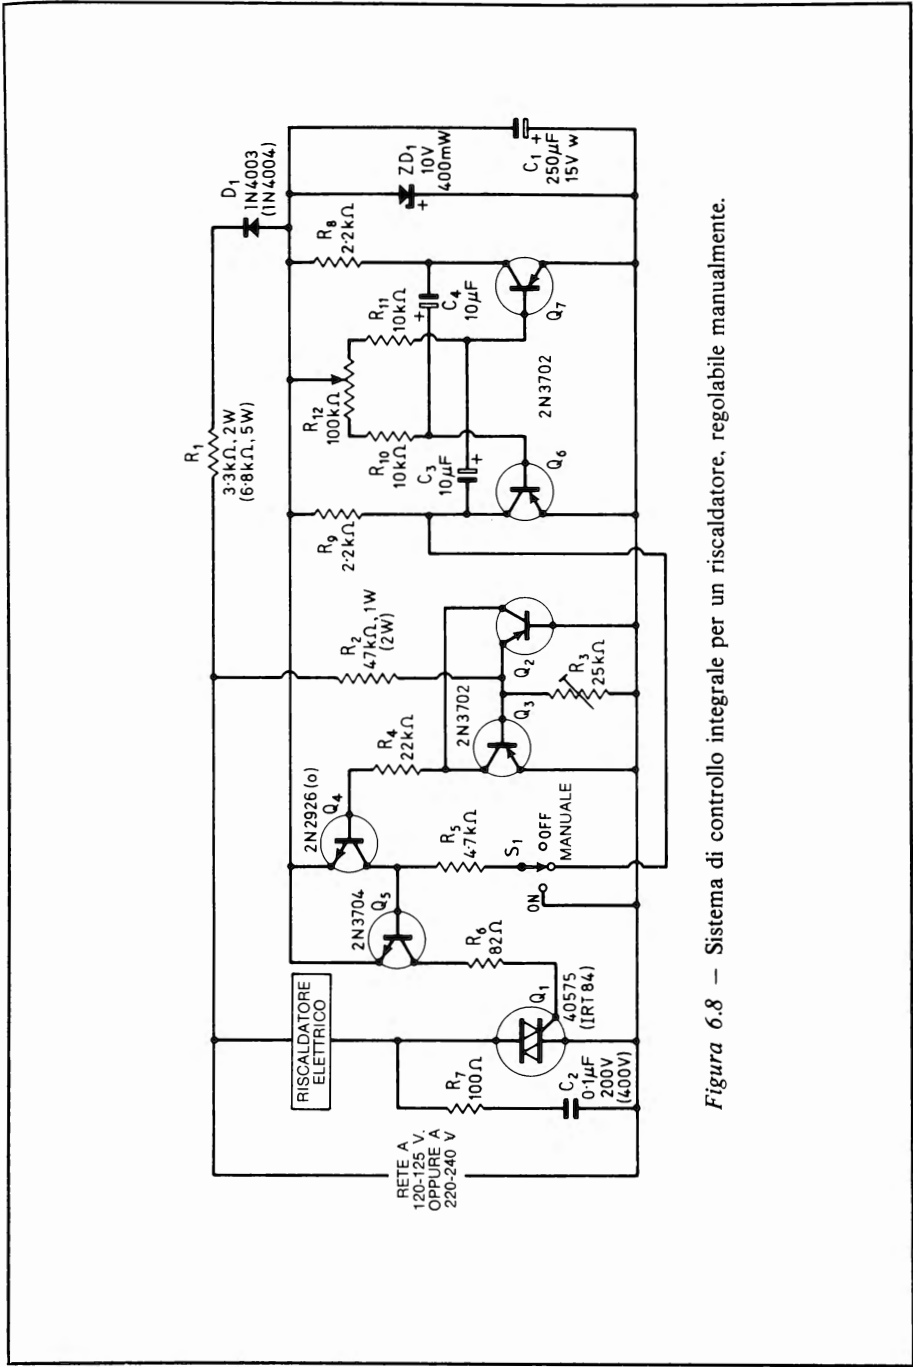 RETE A
120-125 V.
OPPURE A
220-240 V
RISCALDATORE
ELETTRICO
R7
100Ω
C2
0·1μF
200V
(400V)
Q1
40575
(IRT 84)
R6
82Ω
2N3704
Q5
2N2926(o)
Q4
R5
4·7kΩ
S1
OFF
MANUALE
ON
R4
22kΩ
2N3702
Q3
Q2
R3
25kΩ
R2
47kΩ, 1W
(2W)
R1
3·3kΩ, 2W
(6·8kΩ, 5W)
R9
2·2kΩ
R12
100kΩ
R10
10kΩ
R11
10kΩ
C3
10μF
+
+
C4
10μF
Q6
2N3702
Q7
R8
2·2kΩ
D1
1N4003
(1N4004)
ZD1
10V
400mW
+
C1 +
250μF
15V w
Figura 6.8 — Sistema di controllo integrale per un riscaldatore, regolabile manualmente.